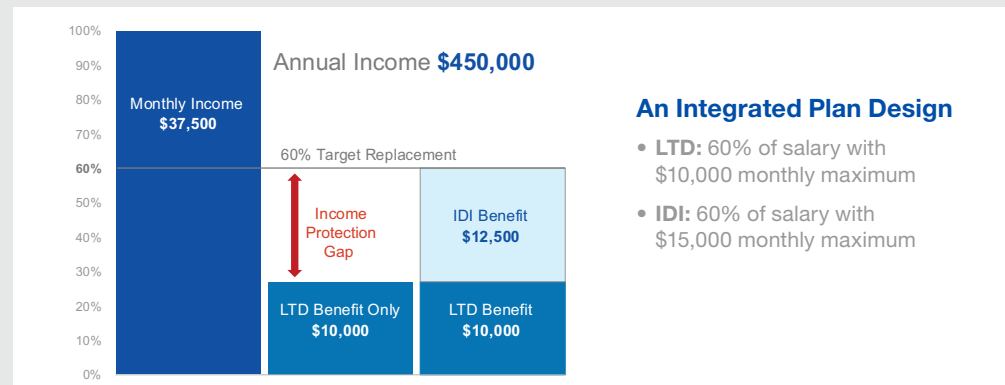 100%
90%
80%
70%
60%
50%
40%
30%
20%
10%
0%
Annual Income $450,000
Monthly Income
$37,500
60% Target Replacement
Income
Protection
Gap
LTD Benefit Only
$10,000
IDI Benefit
$12,500
LTD Benefit
$10,000
An Integrated Plan Design
• LTD: 60% of salary with
$10,000 monthly maximum
• IDI: 60% of salary with
$15,000 monthly maximum